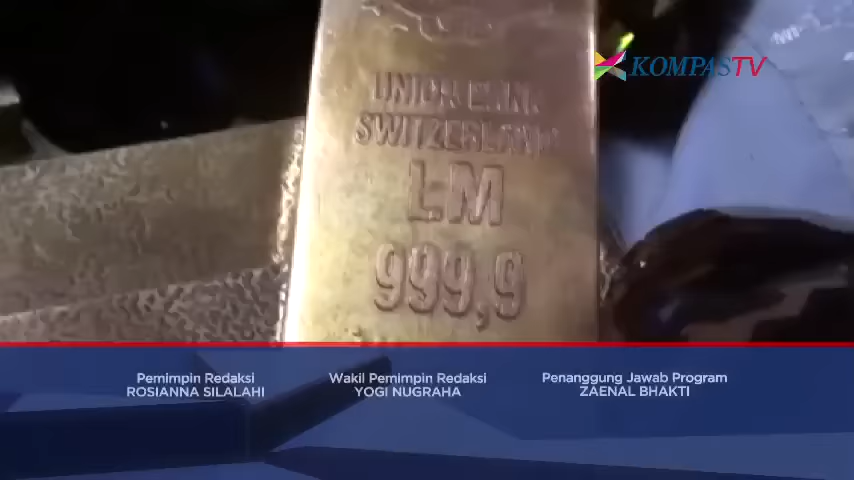 KOMPASTV
UNION BANK
SWITZERLAND
LM
999,9
Pemimpin Redaksi
ROSIANNA SILALAHI
Wakil Pemimpin Redaksi
YOGI NUGRAHA
Penanggung Jawab Program
ZAENAL BHAKTI